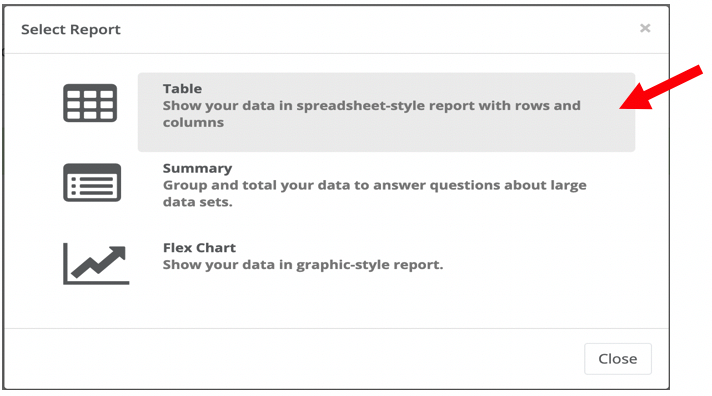 Select Report
×
Table
Show your data in spreadsheet-style report with rows and
columns
Summary
Group and total your data to answer questions about large
data sets.
Flex Chart
Show your data in graphic-style report.
Close